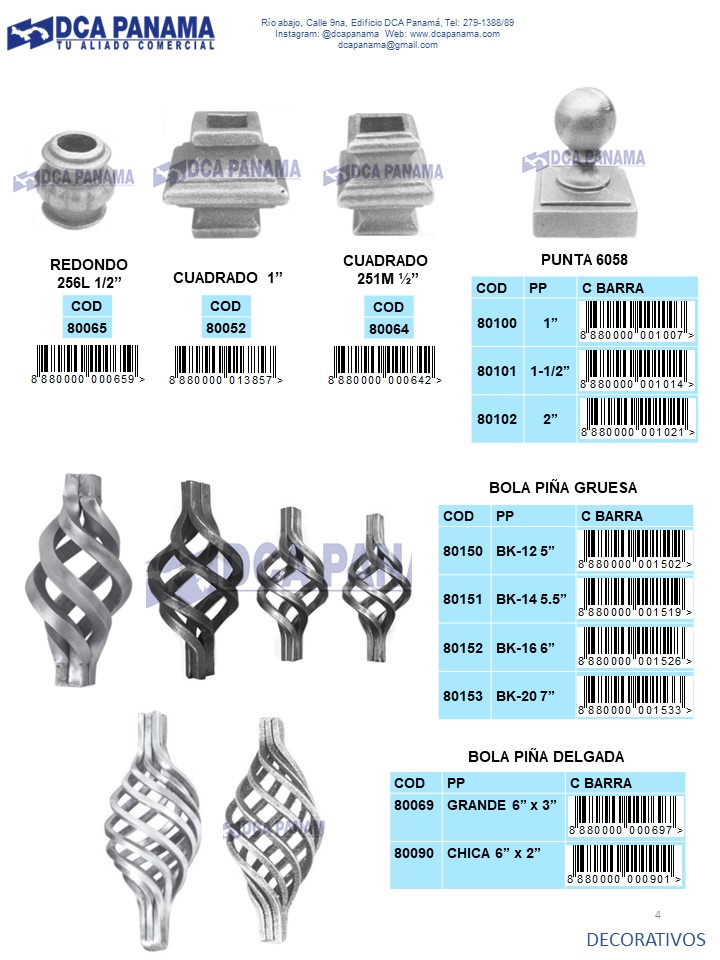 DCA PANAMA
TU ALIADO COMERCIAL
Río abajo, Calle 9na, Edificio DCA Panamá, Tel: 279-1388/89
Instagram: @dcapanama Web: www.dcapanama.com
dcapanama@gmail.com
DCA PANAMA
DCA PANAMA
DCA PANAMA
DCA PANAMA
REDONDO
256L 1/2”
COD
80065
8 880000 000659 >
CUADRADO 1”
COD
80052
8 880000 013857 >
CUADRADO
251M ½”
COD
80064
8 880000 000642 >
PUNTA 6058
COD PP C BARRA
80100 1” 8 880000 001007 >
80101 1-1/2” 8 880000 001014 >
80102 2” 8 880000 001021 >
DCA PANAMA
DCA PANAMA
BOLA PIÑA GRUESA
COD PP C BARRA
80150 BK-12 5” 8 880000 001502 >
80151 BK-14 5.5” 8 880000 001519 >
80152 BK-16 6” 8 880000 001526 >
80153 BK-20 7” 8 880000 001533 >
DCA PANAMA
BOLA PIÑA DELGADA
COD PP C BARRA
80069 GRANDE 6” x 3” 8 880000 000697 >
80090 CHICA 6” x 2” 8 880000 000901 >
4
DECORATIVOS